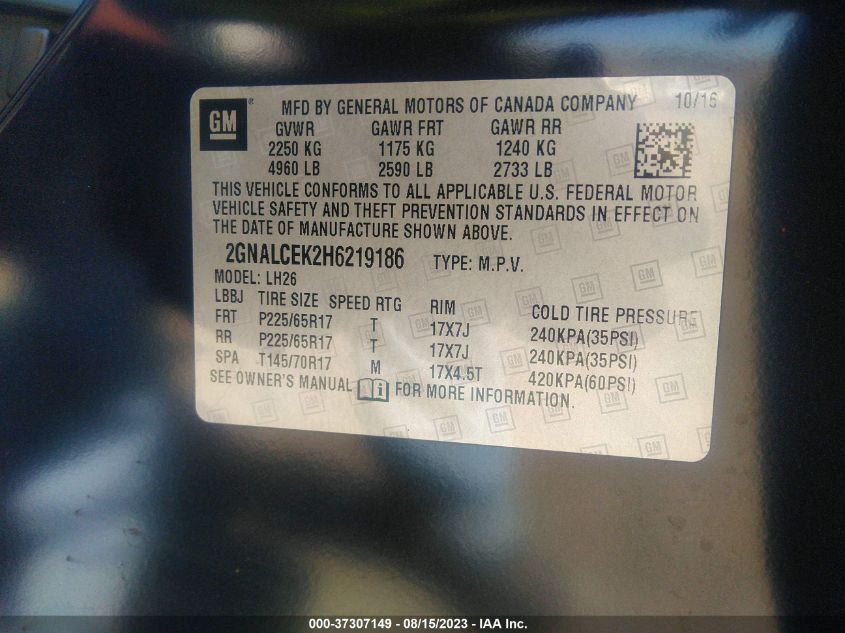 GM ® MFD BY GENERAL MOTORS OF CANADA COMPANY 10/16
GVWR GAWR FRT GAWR RR
2250 KG 1175 KG 1240 KG
4960 LB 2590 LB 2733 LB
THIS VEHICLE CONFORMS TO ALL APPLICABLE U.S. FEDERAL MOTOR
VEHICLE SAFETY AND THEFT PREVENTION STANDARDS IN EFFECT ON
THE DATE OF MANUFACTURE SHOWN ABOVE.
2GNALCEK2H6219186 TYPE: M.P.V.
MODEL: LH26
LBBJ TIRE SIZE SPEED RTG RIM COLD TIRE PRESSURE
FRT P225/65R17 T 17X7J 240KPA(35PSI)
RR P225/65R17 T 17X7J 240KPA(35PSI)
SPA T145/70R17 M 17X4.5T 420KPA(60PSI)
SEE OWNER'S MANUAL i FOR MORE INFORMATION.
000-37307149 - 08/15/2023 - IAA Inc.